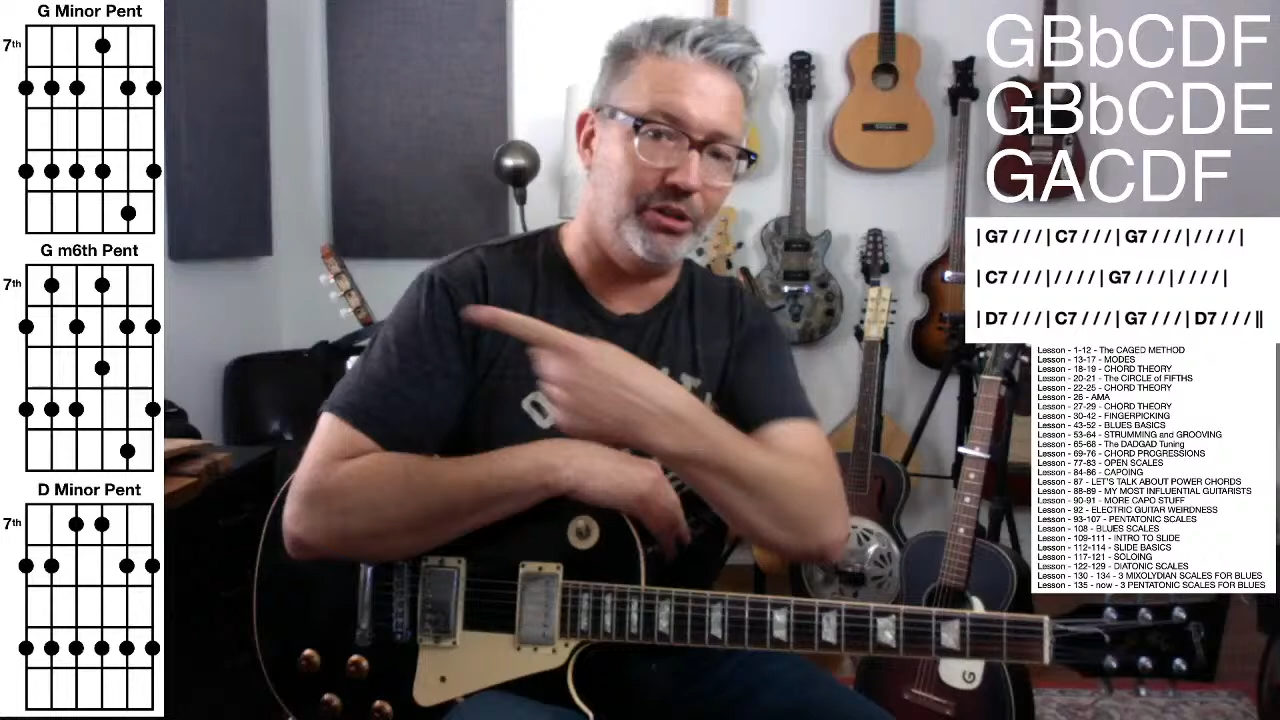 G Minor Pent
7th
G m6th Pent
7th
D Minor Pent
7th
GBbCDF
GBbCDE
GACDF
| G7 / / / | C7 / / / | G7 / / / | / / / / |
| C7 / / / | / / / / | G7 / / / | / / / / |
| D7 / / / | C7 / / / | G7 / / / | D7 / / / ||
Lesson - 1-12 - The CAGED METHOD
Lesson - 13-17 - MODES
Lesson - 18-19 - CHORD THEORY
Lesson - 20-21 - The CIRCLE of FIFTHS
Lesson - 22-25 - CHORD THEORY
Lesson - 26 - AMA
Lesson - 27-29 - CHORD THEORY
Lesson - 30-42 - FINGERPICKING
Lesson - 43-52 - BLUES BASICS
Lesson - 53-64 - STRUMMING and GROOVING
Lesson - 65-68 - The DADGAD Tuning
Lesson - 69-76 - CHORD PROGRESSIONS
Lesson - 77-83 - OPEN SCALES
Lesson - 84-86 - CAPOING
Lesson - 87 - LET'S TALK ABOUT POWER CHORDS
Lesson - 88-89 - MY MOST INFLUENTIAL GUITARISTS
Lesson - 90-91 - MORE CAPO STUFF
Lesson - 92 - ELECTRIC GUITAR WEIRDNESS
Lesson - 93-107 - PENTATONIC SCALES
Lesson - 108 - BLUES SCALES
Lesson - 109-111 - INTRO TO SLIDE
Lesson - 112-114 - SLIDE BASICS
Lesson - 117-121 - SOLOING
Lesson - 122-129 - DIATONIC SCALES
Lesson - 130 - 134 - 3 MIXOLYDIAN SCALES FOR BLUES
Lesson - 135 - now - 3 PENTATONIC SCALES FOR BLUES
G